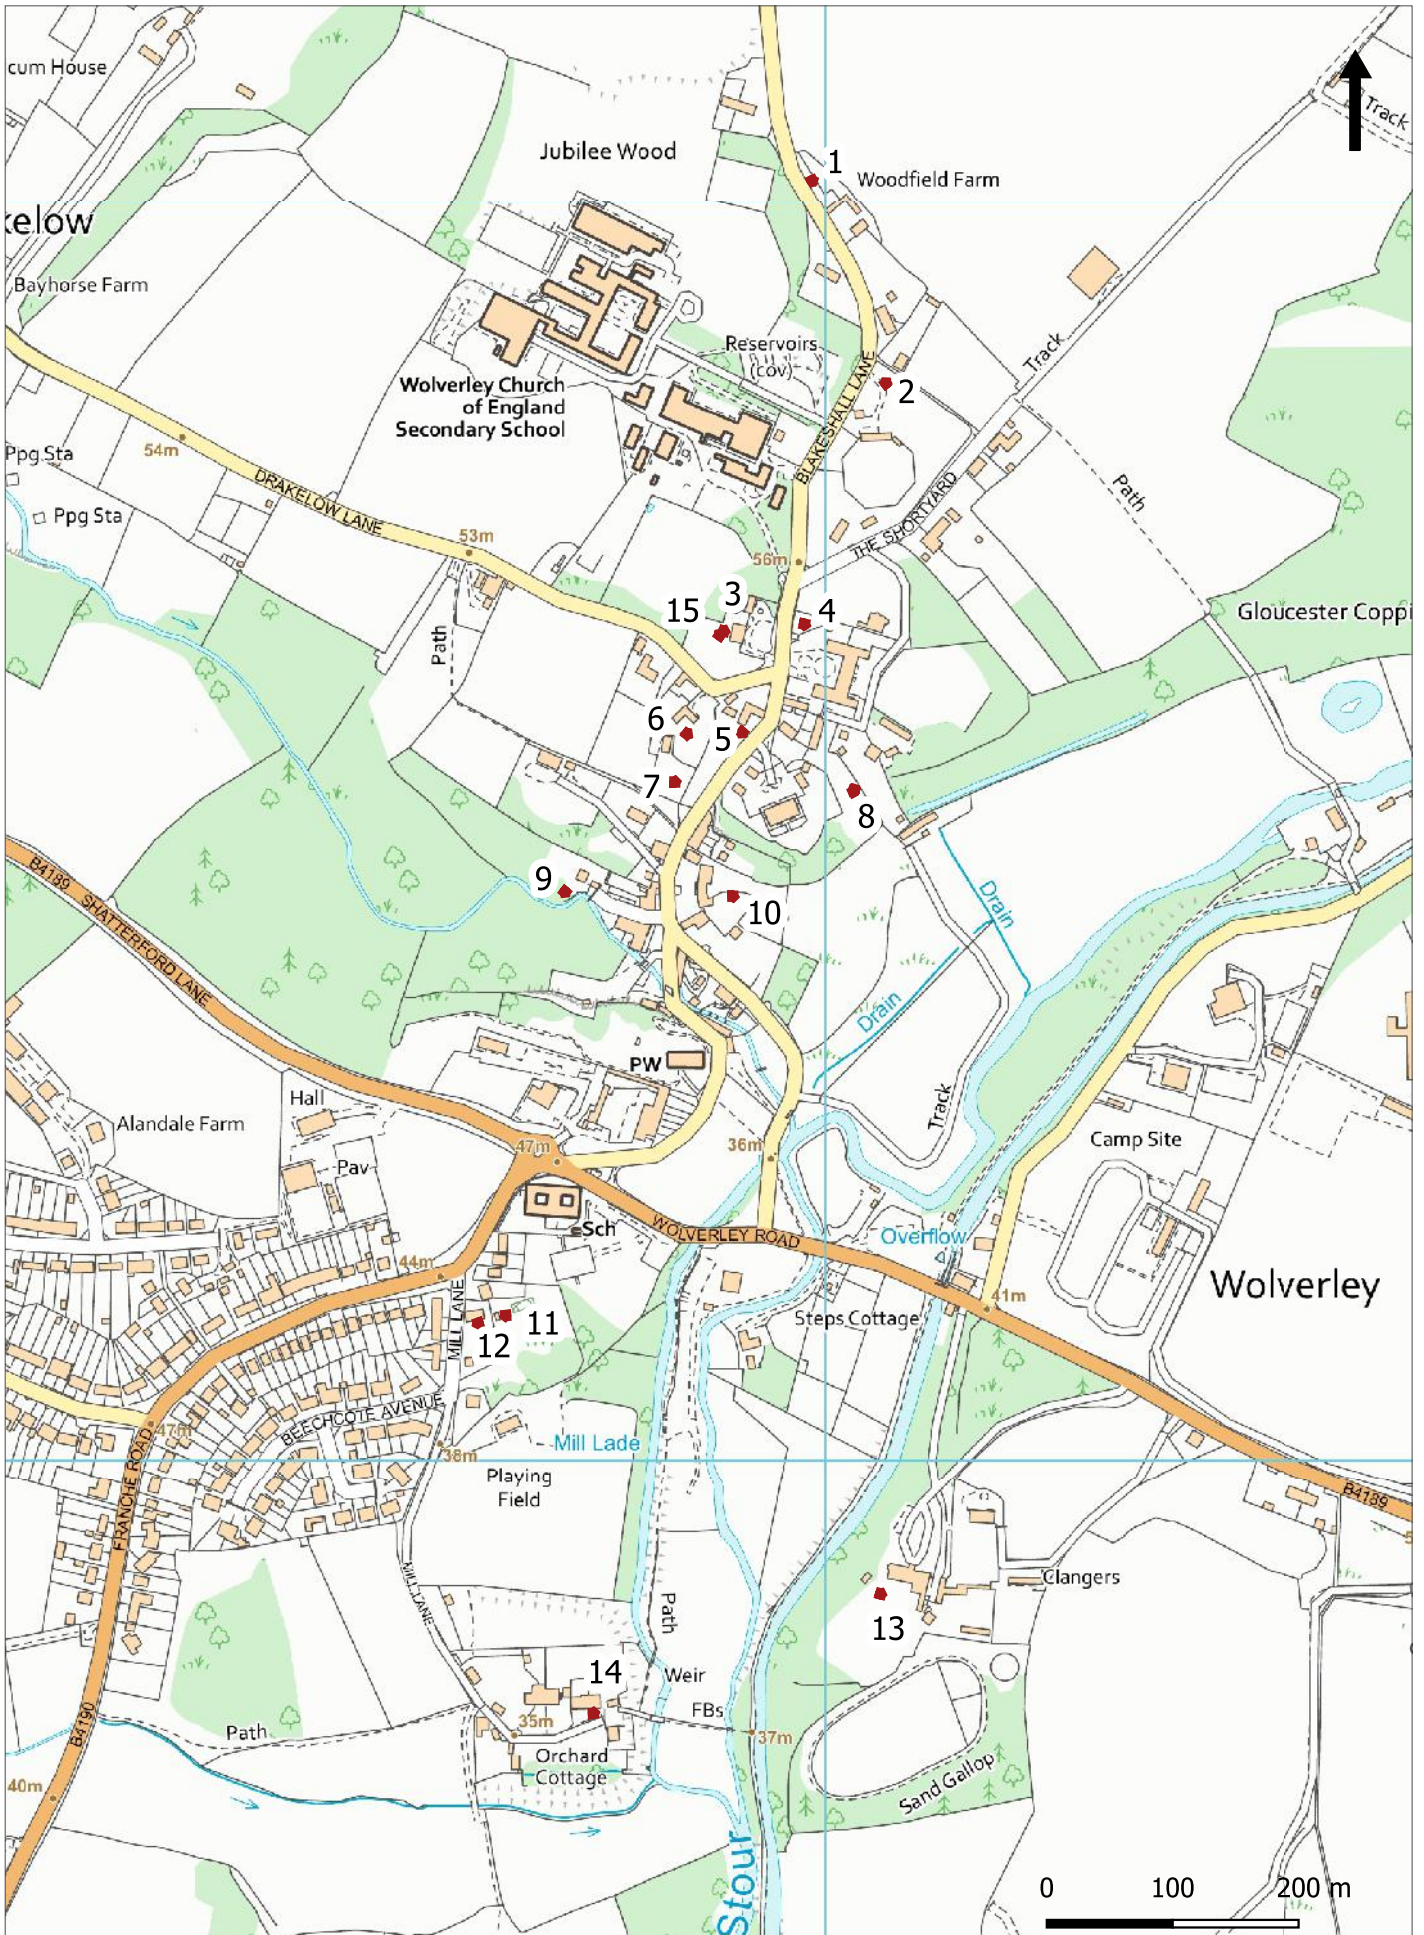 cum House
Track
Jubilee Wood
1
Woodfield Farm
kelow
Bayhorse Farm
Reservoirs
(cov)
Track
Wolverley Church
of England
Secondary School
BLAKESHALL LANE
2
54m
Ppg Sta
DRAKELOW LANE
Path
Ppg Sta
THE SHORTYARD
53m
56m
3
15
4
Gloucester Coppi
Path
6
5
7
8
B4189
SHATTERFORD LANE
9
10
Drain
Drain
PW
Hall
Track
Alandale Farm
47m
36m
Camp Site
Pav
Sch
WOLVERLEY ROAD
Overflow
44m
Wolverley
MILL LANE
41m
11
12
Steps Cottage
BEECHCOTE AVENUE
47m
FRANCHE ROAD
38m
Mill Lade
Playing
Field
B4189
5
MILL LANE
Clangers
Path
13
14
Weir
B4190
Path
35m
FBs
37m
Orchard
Cottage
40m
Sand Gallop
Stour
0
100
200 m